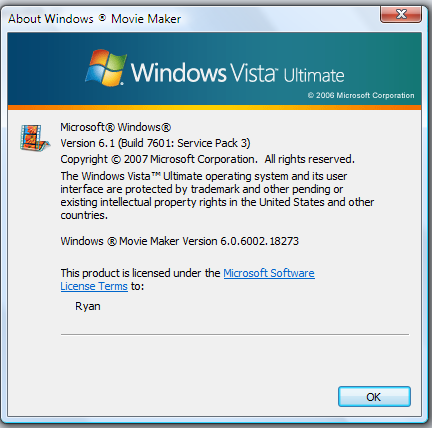 About Windows ® Movie Maker
Windows Vista™ Ultimate
© 2006 Microsoft Corporation
Microsoft® Windows®
Version 6.1 (Build 7601: Service Pack 3)
Copyright © 2007 Microsoft Corporation. All rights reserved.
The Windows Vista™ Ultimate operating system and its user
interface are protected by trademark and other pending or
existing intellectual property rights in the United States and other
countries.
Windows ® Movie Maker Version 6.0.6002.18273
This product is licensed under the Microsoft Software
License Terms to:
Ryan
OK